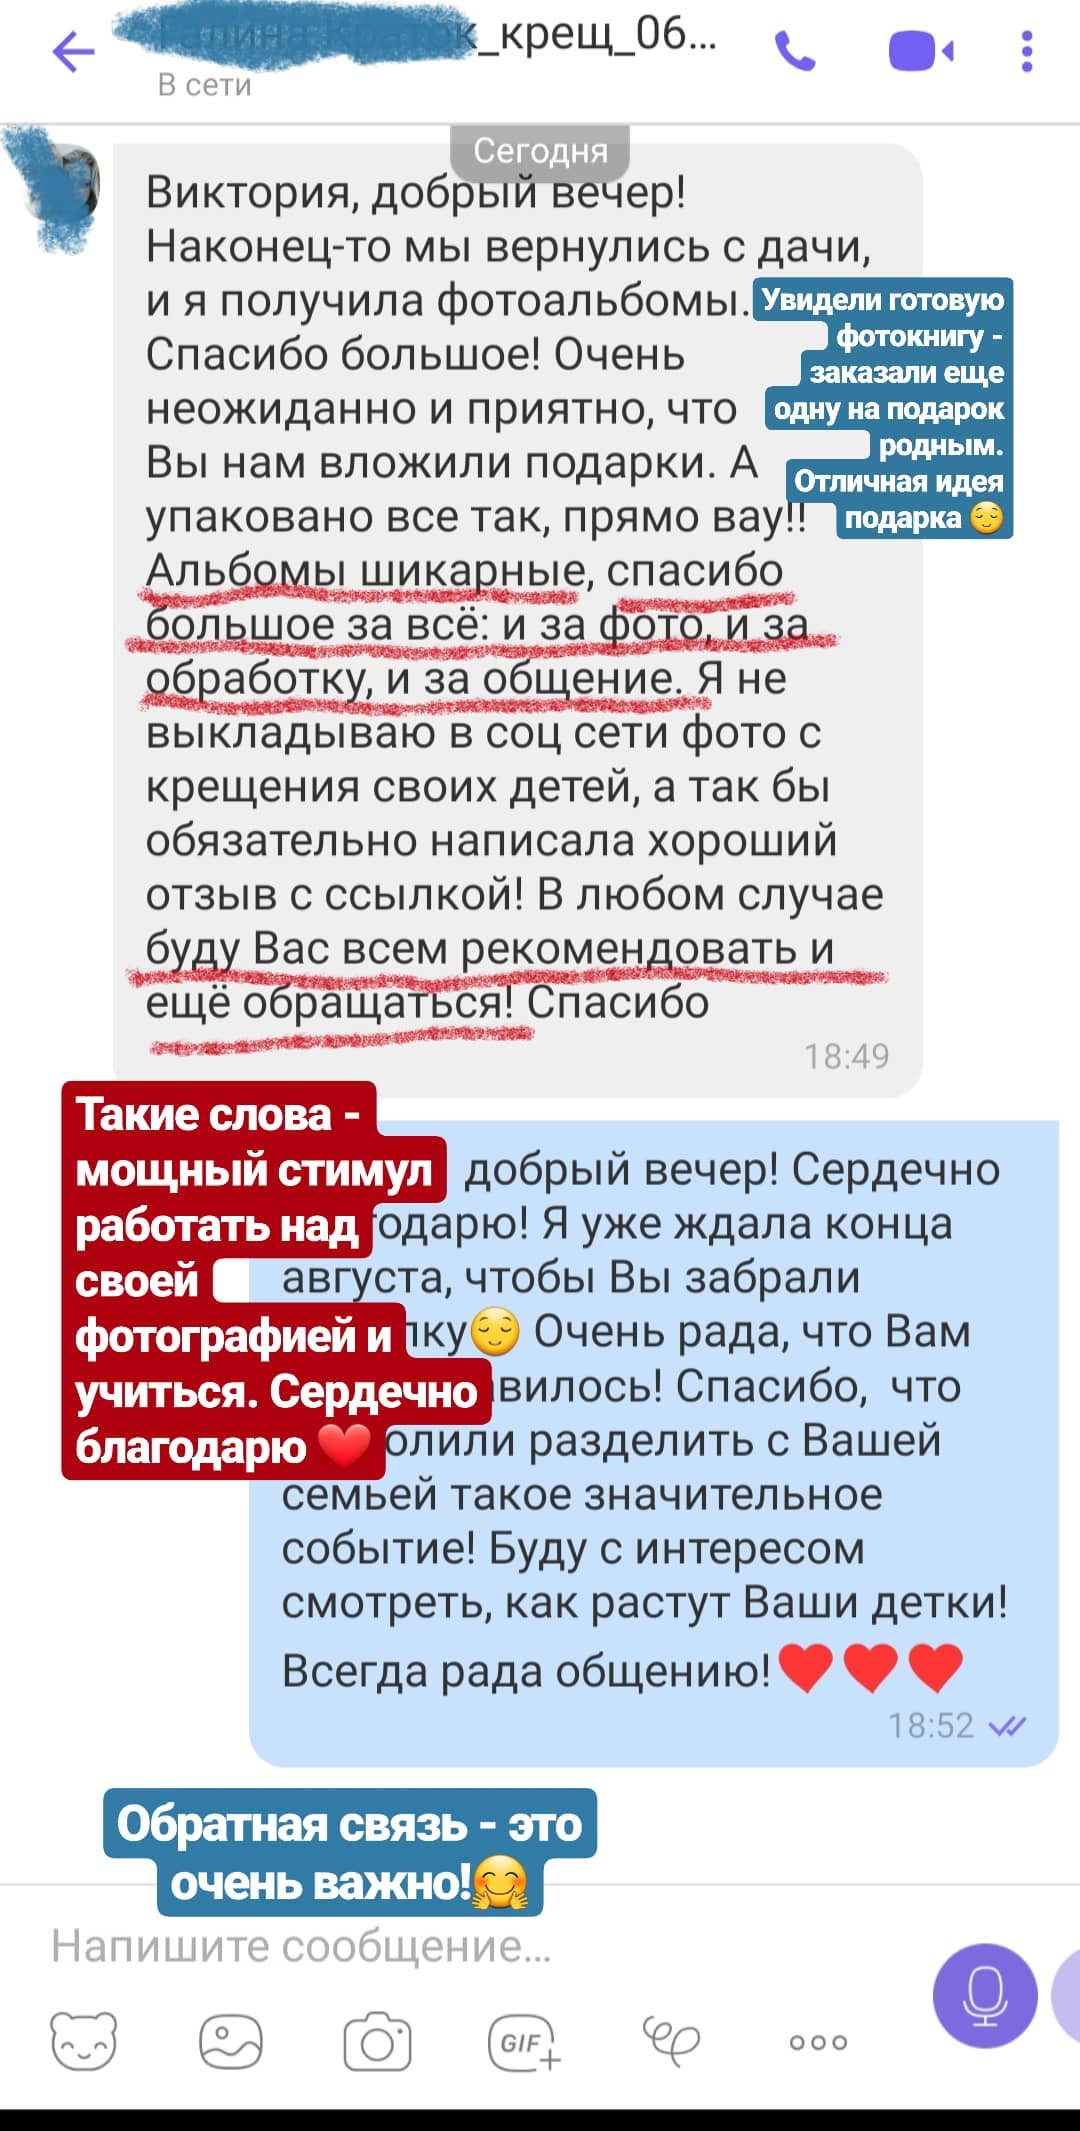 _крещ_06...
В сети
Сегодня
Виктория, добрый вечер!
Наконец-то мы вернулись с дачи,
и я получила фотоальбомы.
Спасибо большое! Очень
неожиданно и приятно, что
Вы нам вложили подарки. А
упаковано все так, прямо вау!!
Альбомы шикарные, спасибо
большое за всё: и за фото, и за
обработку, и за общение. Я не
выкладываю в соц сети фото с
крещения своих детей, а так бы
обязательно написала хороший
отзыв с ссылкой! В любом случае
буду Вас всем рекомендовать и
ещё обращаться! Спасибо
18:49
Увидели готовую
фотокнигу -
заказали еще
одну на подарок
родным.
Отличная идея
подарка 😌
Такие слова -
мощный стимул
работать над
своей
фотографией и
учиться. Сердечно
благодарю ❤️
добрый вечер! Сердечно
одарю! Я уже ждала конца
августа, чтобы Вы забрали
ку😌 Очень рада, что Вам
вилось! Спасибо, что
олили разделить с Вашей
семьей такое значительное
событие! Буду с интересом
смотреть, как растут Ваши детки!
Всегда рада общению!❤️❤️❤️
18:52
Обратная связь - это
очень важно!🤗
Напишите сообщение...
GIF